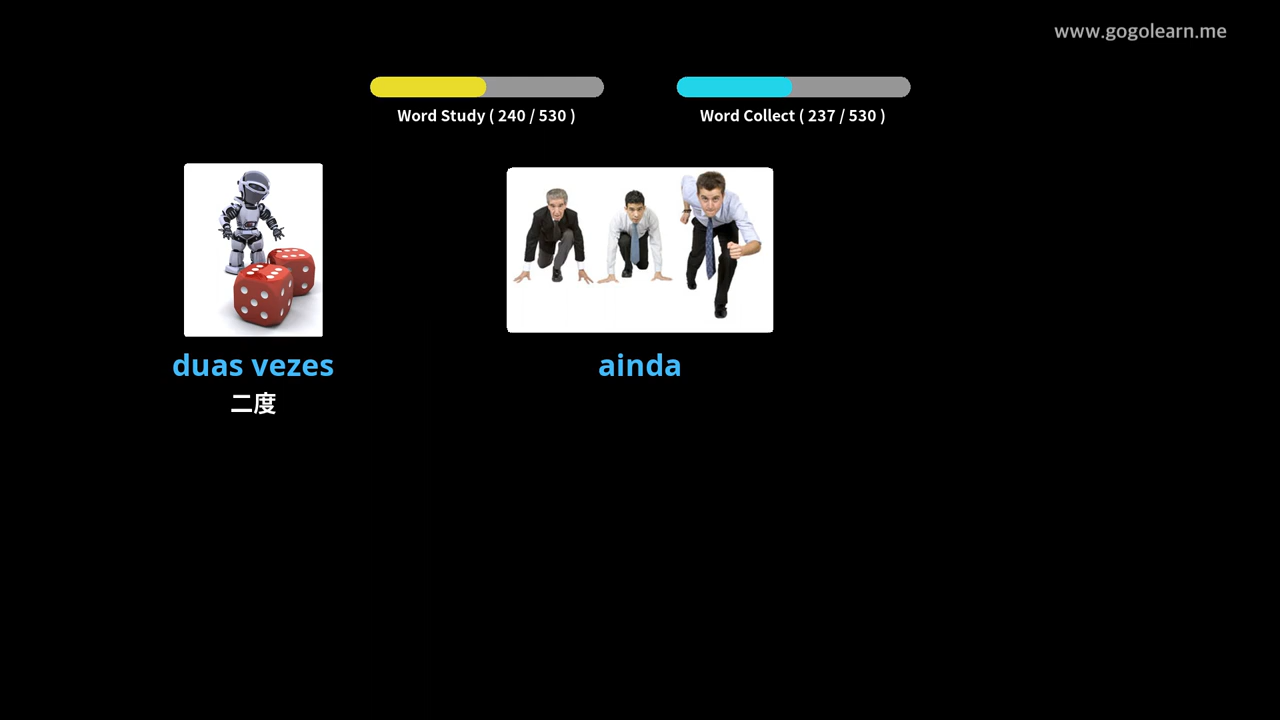 www.gogolearn.me
Word Study ( 240 / 530 )
Word Collect ( 237 / 530 )
duas vezes
二度
ainda